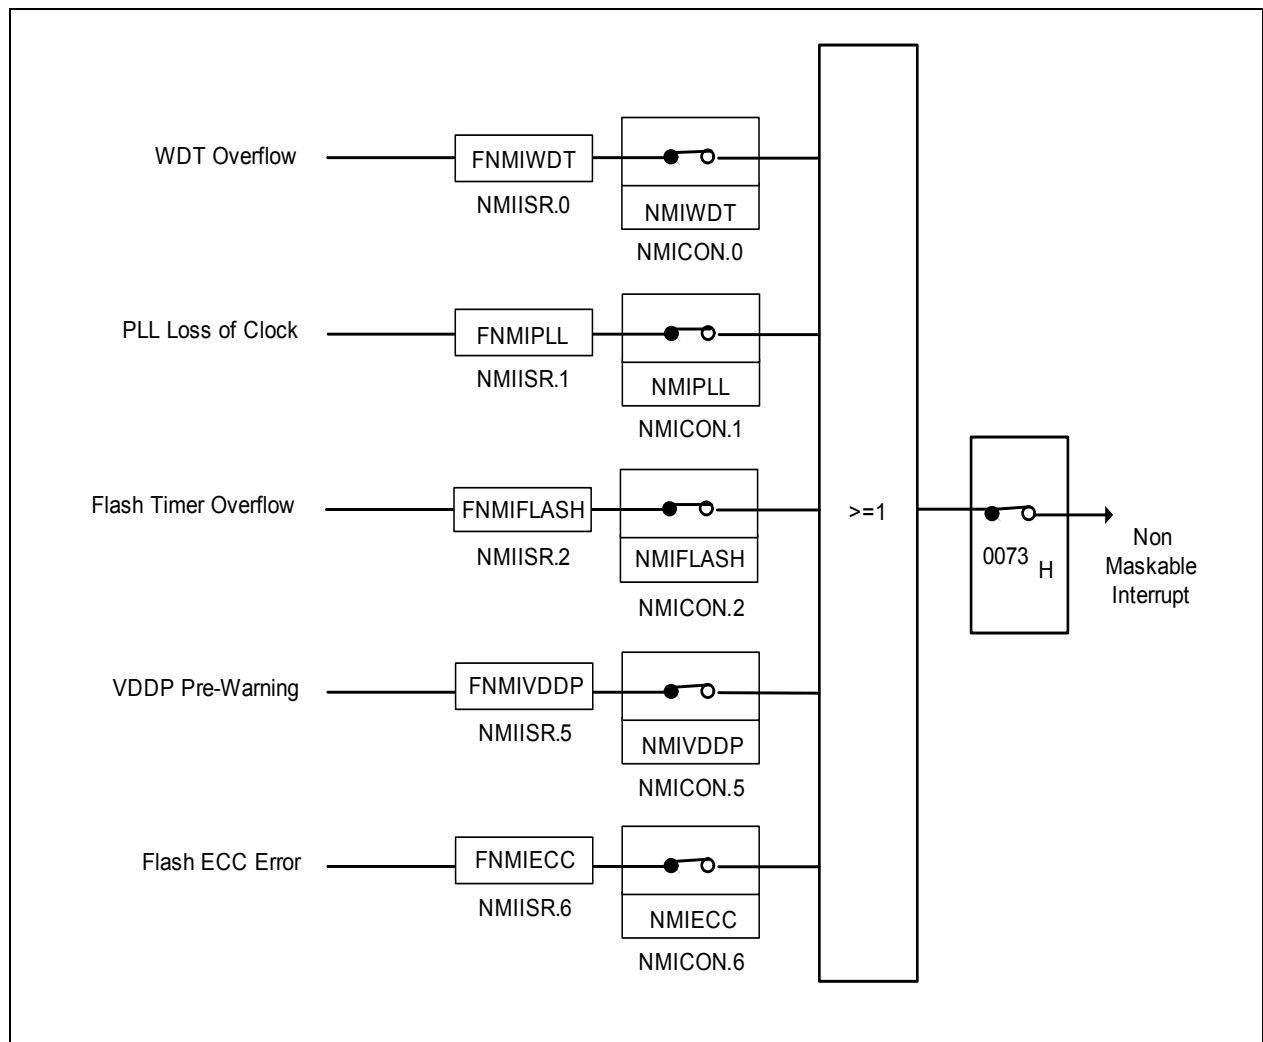 WDT Overflow
FNMIWDT
NMIISR.0
NMIWDT
NMICON.0
PLL Loss of Clock
FNMIPLL
NMIISR.1
NMIPLL
NMICON.1
Flash Timer Overflow
FNMIFLASH
NMIISR.2
NMIFLASH
NMICON.2
VDDP Pre-Warning
FNMIVDDP
NMIISR.5
NMIVDDP
NMICON.5
Flash ECC Error
FNMIECC
NMIISR.6
NMIECC
NMICON.6
>=1
0073 H
Non
Maskable
Interrupt